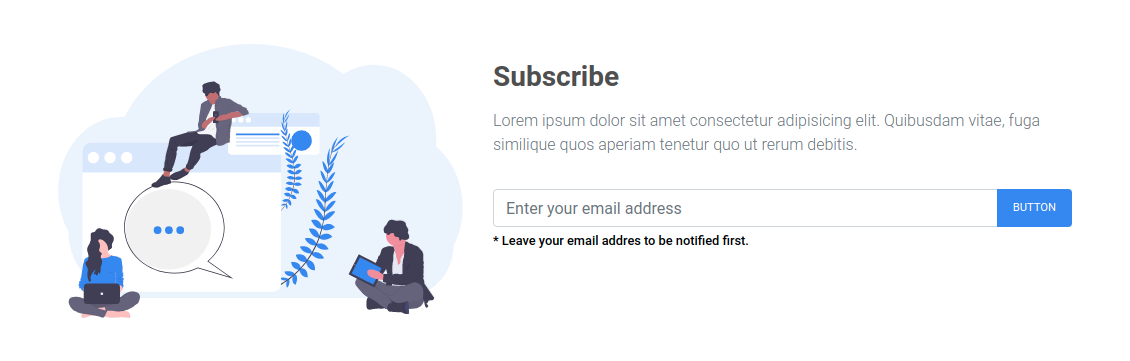 Subscribe
Lorem ipsum dolor sit amet consectetur adipisicing elit. Quibusdam vitae, fuga
similique quos aperiam tenetur quo ut rerum debitis.
Enter your email address
BUTTON
* Leave your email addres to be notified first.